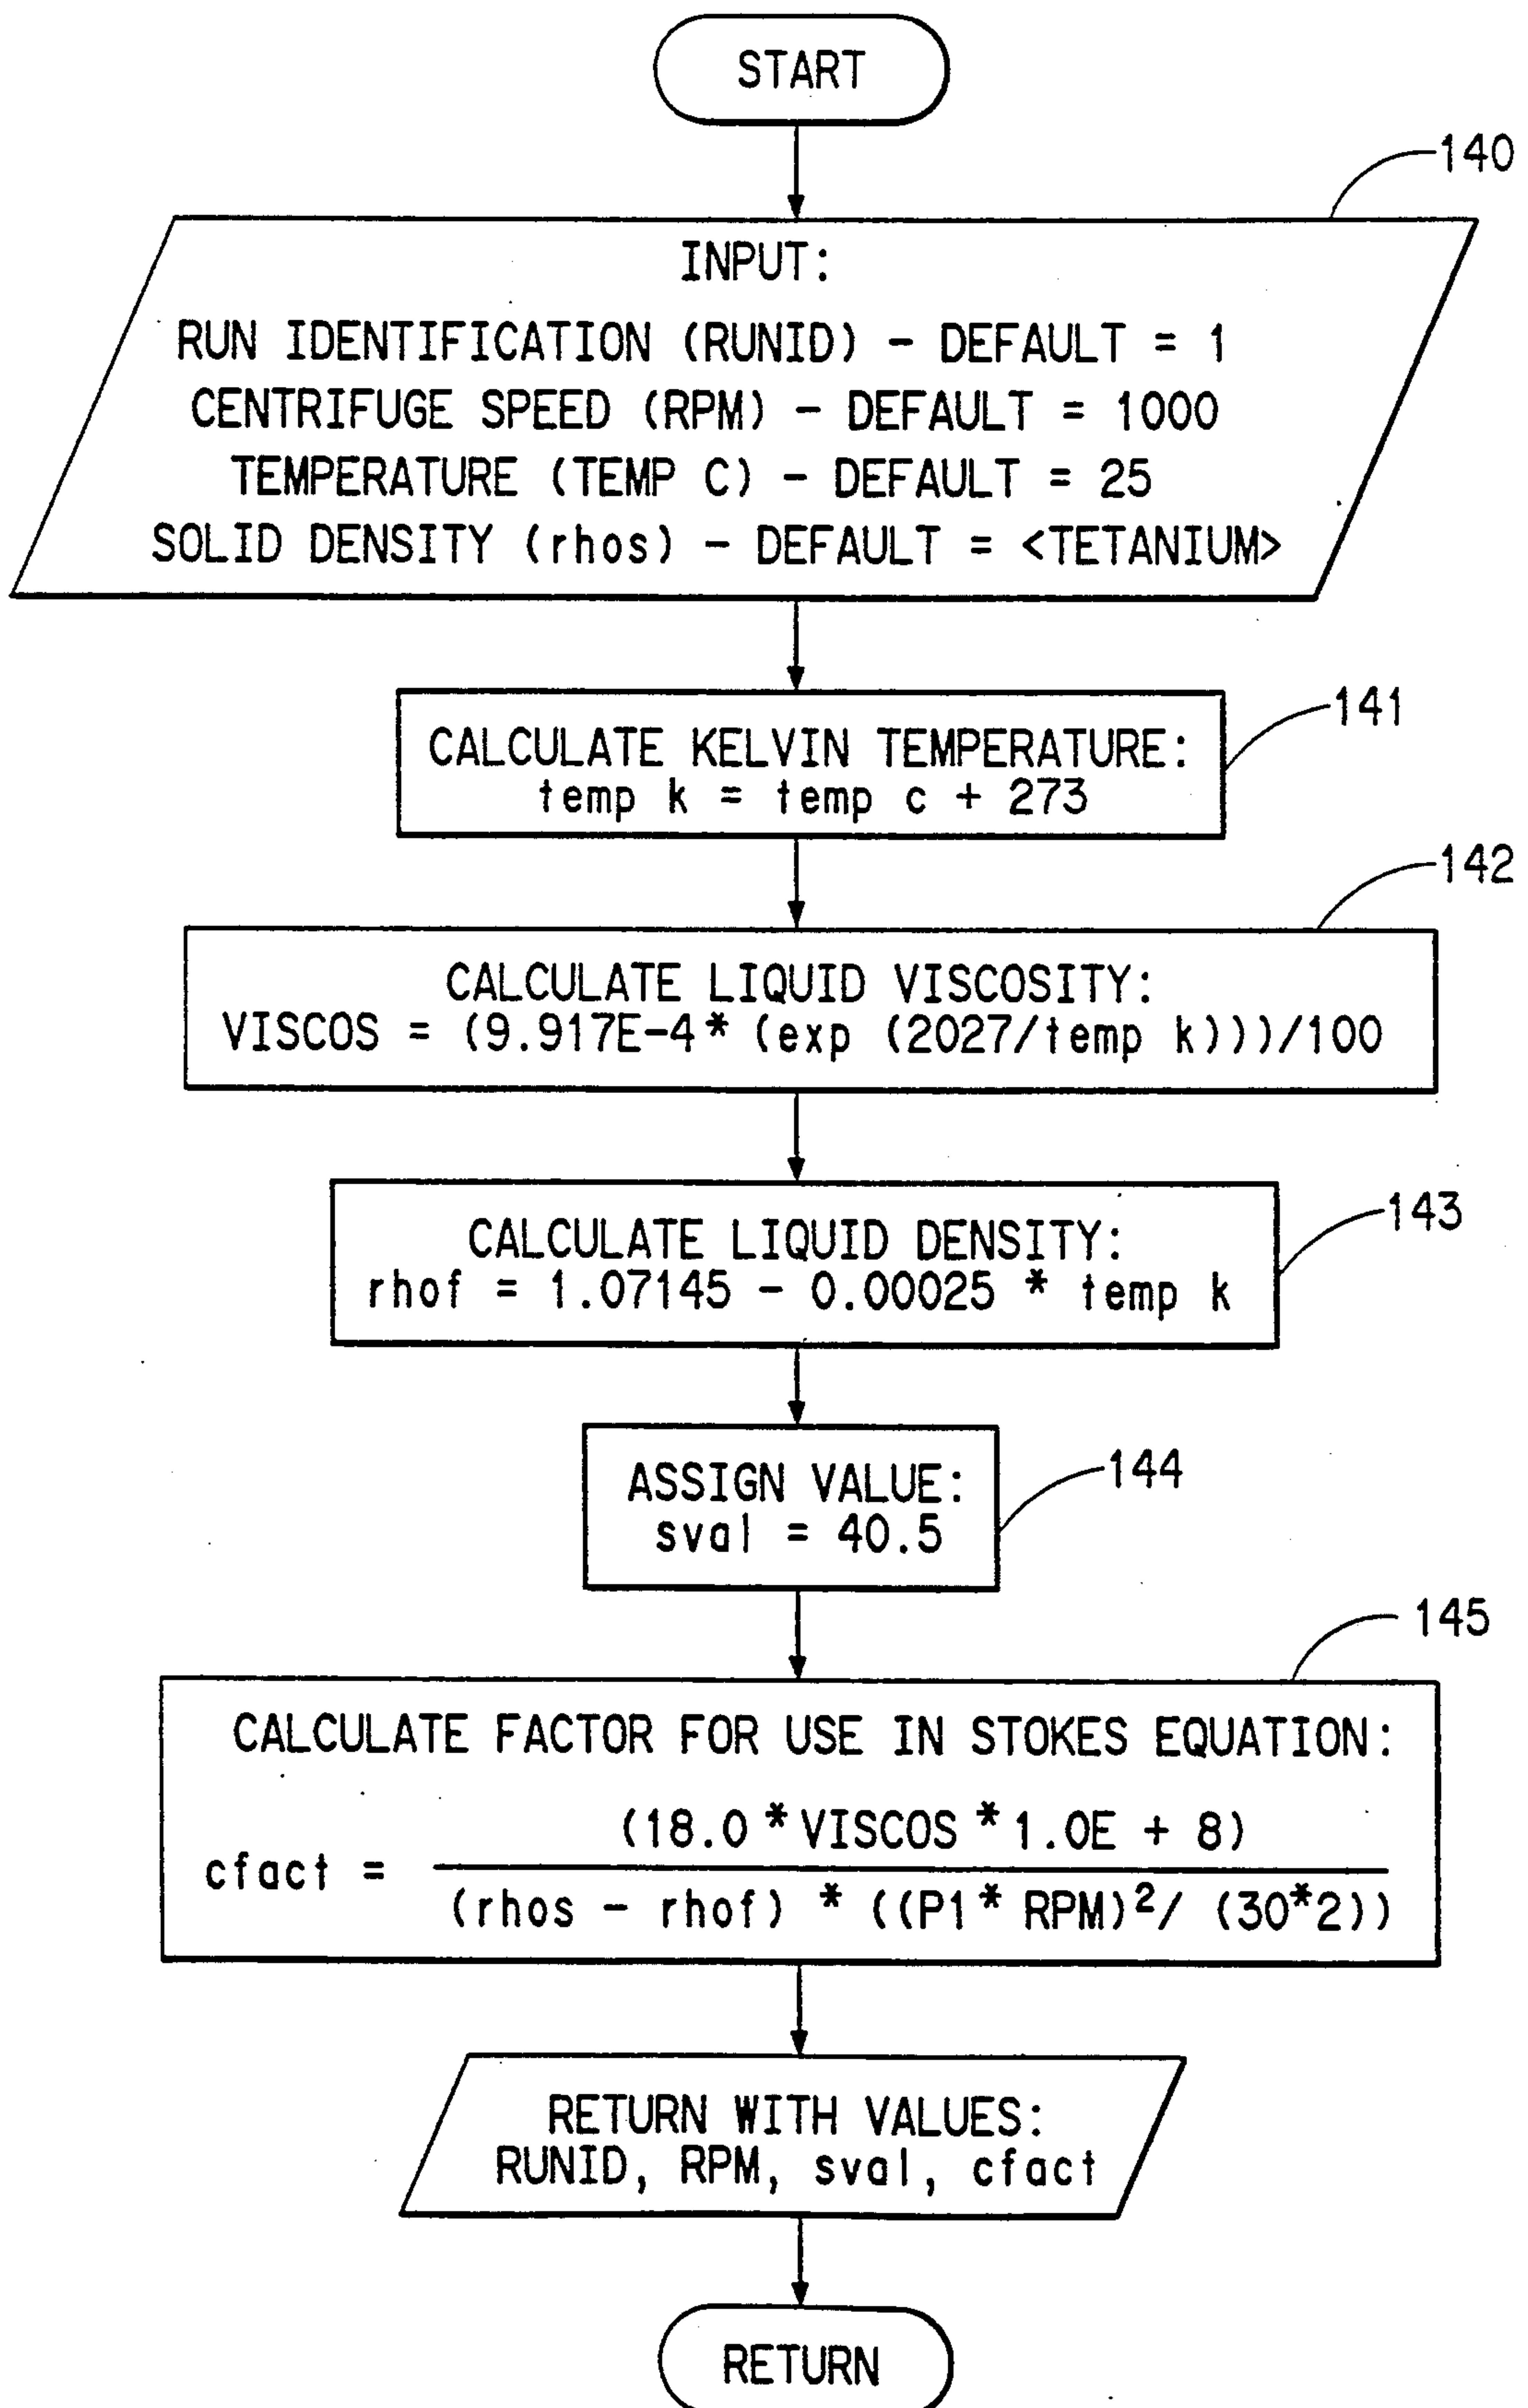 START
140
INPUT:
RUN IDENTIFICATION (RUNID) - DEFAULT = 1
CENTRIFUGE SPEED (RPM) - DEFAULT = 1000
TEMPERATURE (TEMP C) - DEFAULT = 25
SOLID DENSITY (rhos) - DEFAULT = <TETANIUM>
141
CALCULATE KELVIN TEMPERATURE:
temp k = temp c + 273
142
CALCULATE LIQUID VISCOSITY:
VISCOS = (9.917E-4* (exp (2027/temp k)))/100
143
CALCULATE LIQUID DENSITY:
rhof = 1.07145 - 0.00025 * temp k
144
ASSIGN VALUE:
sval = 40.5
145
CALCULATE FACTOR FOR USE IN STOKES EQUATION:
(18.0 * VISCOS * 1.0E + 8)
cfact =
(rhos - rhof) * ((P1* RPM)²/ (30*2))
RETURN WITH VALUES:
RUNID, RPM, sval, cfact
RETURN